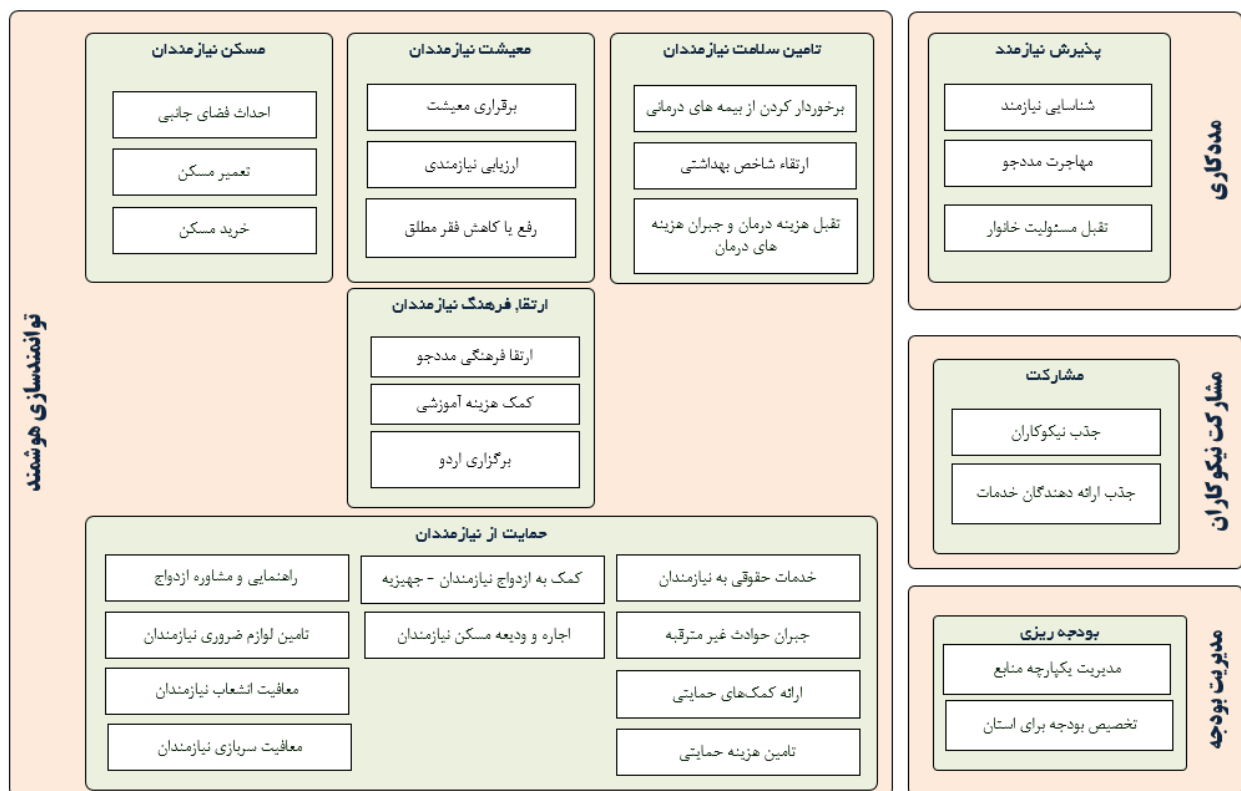 مددکاری
پذیرش نیازمند
شناسایی نیازمند
مهاجرت مددجو
تقبل مسئولیت خانوار
مشارکت نیکوکاران
مشارکت
جذب نیکوکاران
جذب ارائه دهندگان خدمات
مدیریت بودجه
بودجه ریزی
مدیریت یکپارچه منابع
تخصیص بودجه برای استان
توانمندسازی هوشمند
تامین سلامت نیازمندان
برخوردار کردن از بیمه های درمانی
ارتقاء شاخص بهداشتی
تقبل هزینه درمان و جبران هزینه
های درمان
معیشت نیازمندان
برقراری معیشت
ارزیابی نیازمندی
رفع یا کاهش فقر مطلق
مسکن نیازمندان
احداث فضای جانبی
تعمیر مسکن
خرید مسکن
ارتقاء فرهنگ نیازمندان
ارتقا فرهنگی مددجو
کمک هزینه آموزشی
برگزاری اردو
حمایت از نیازمندان
خدمات حقوقی به نیازمندان
جبران حوادث غیر مترقبه
ارائه کمک‌های حمایتی
تامین هزینه حمایتی
کمک به ازدواج نیازمندان - جهیزیه
اجاره و ودیعه مسکن نیازمندان
راهنمایی و مشاوره ازدواج
تامین لوازم ضروری نیازمندان
معافیت انشعاب نیازمندان
معافیت سربازی نیازمندان